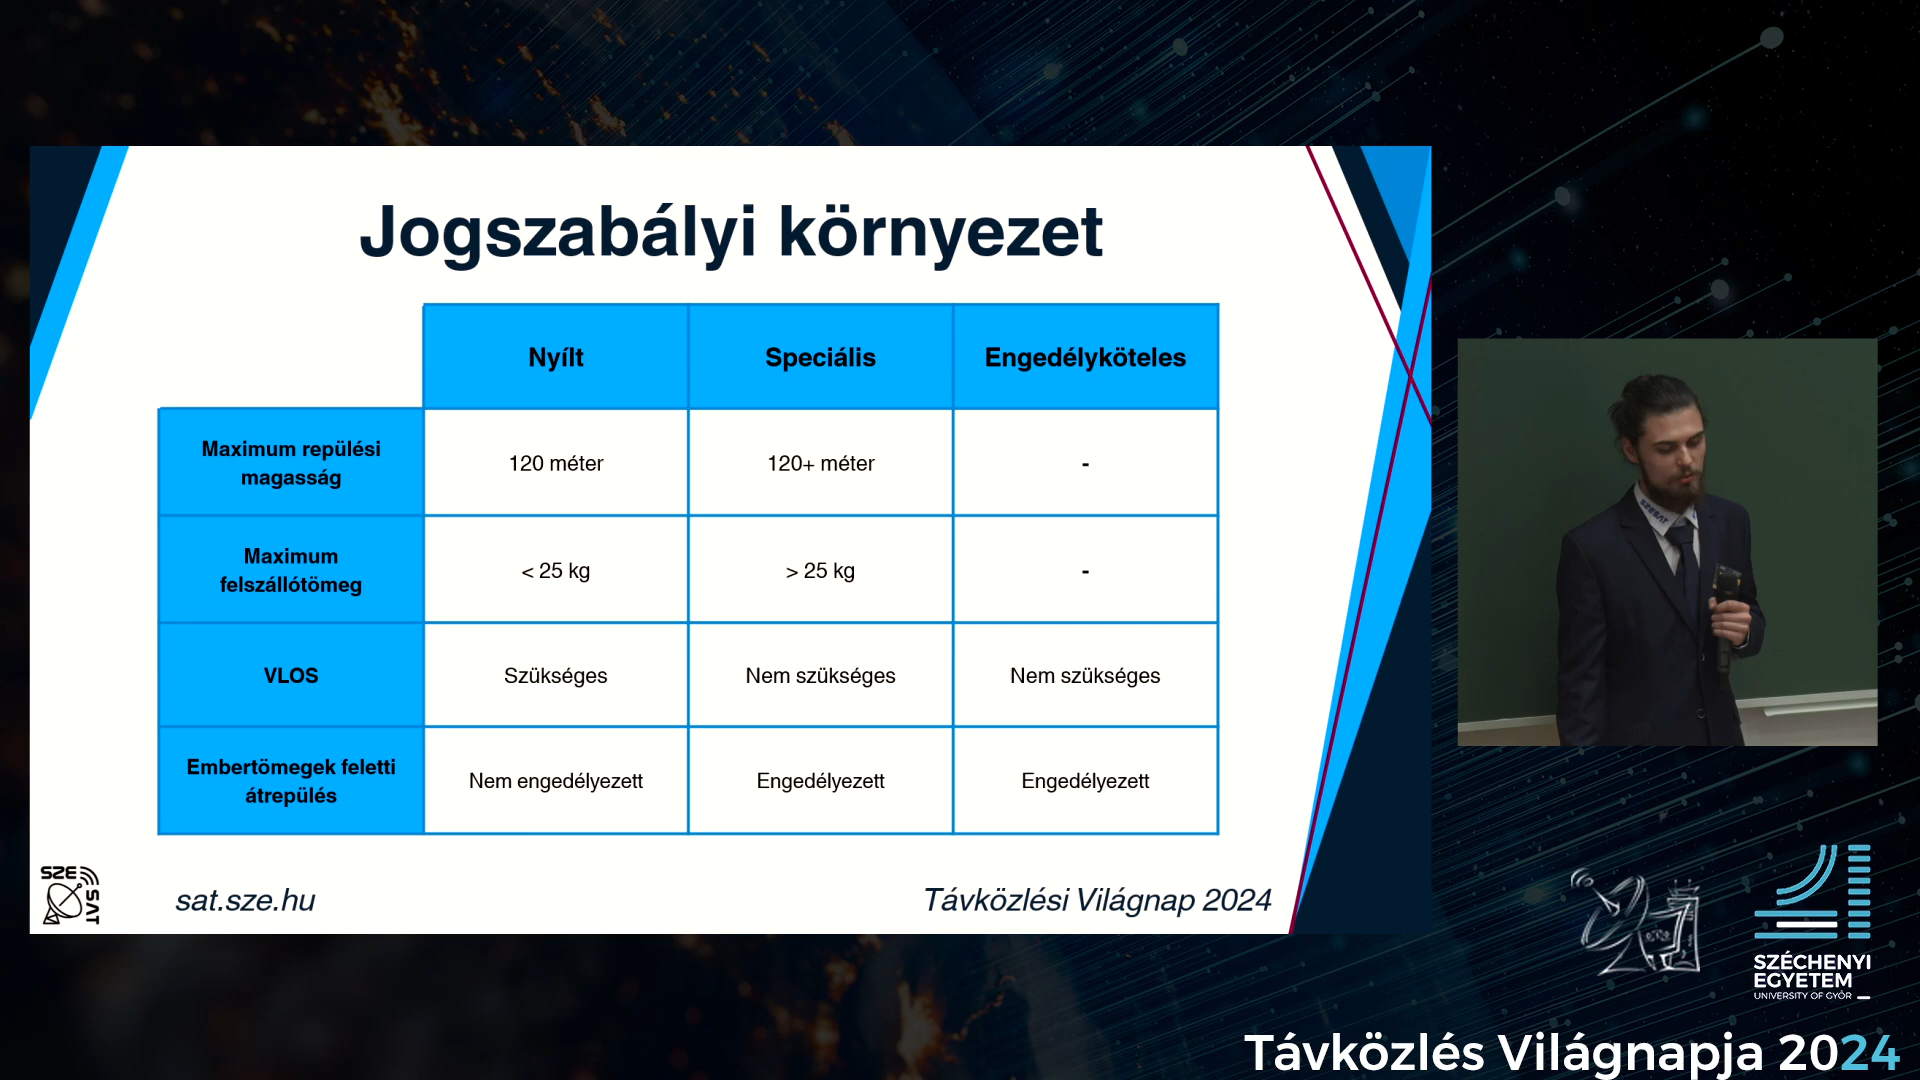 Jogszabályi környezet
Nyílt Speciális Engedélyköteles
Maximum repülési
magasság
120 méter 120+ méter -
Maximum
felszállótömeg
< 25 kg > 25 kg -
VLOS Szükséges Nem szükséges Nem szükséges
Embertömegek feletti
átrepülés
Nem engedélyezett Engedélyezett Engedélyezett
SZE
SAT
sat.sze.hu
Távközlési Világnap 2024
SZESAT
SZÉCHENYI
EGYETEM
UNIVERSITY OF GYŐR
Távközlés Világnapja 2024